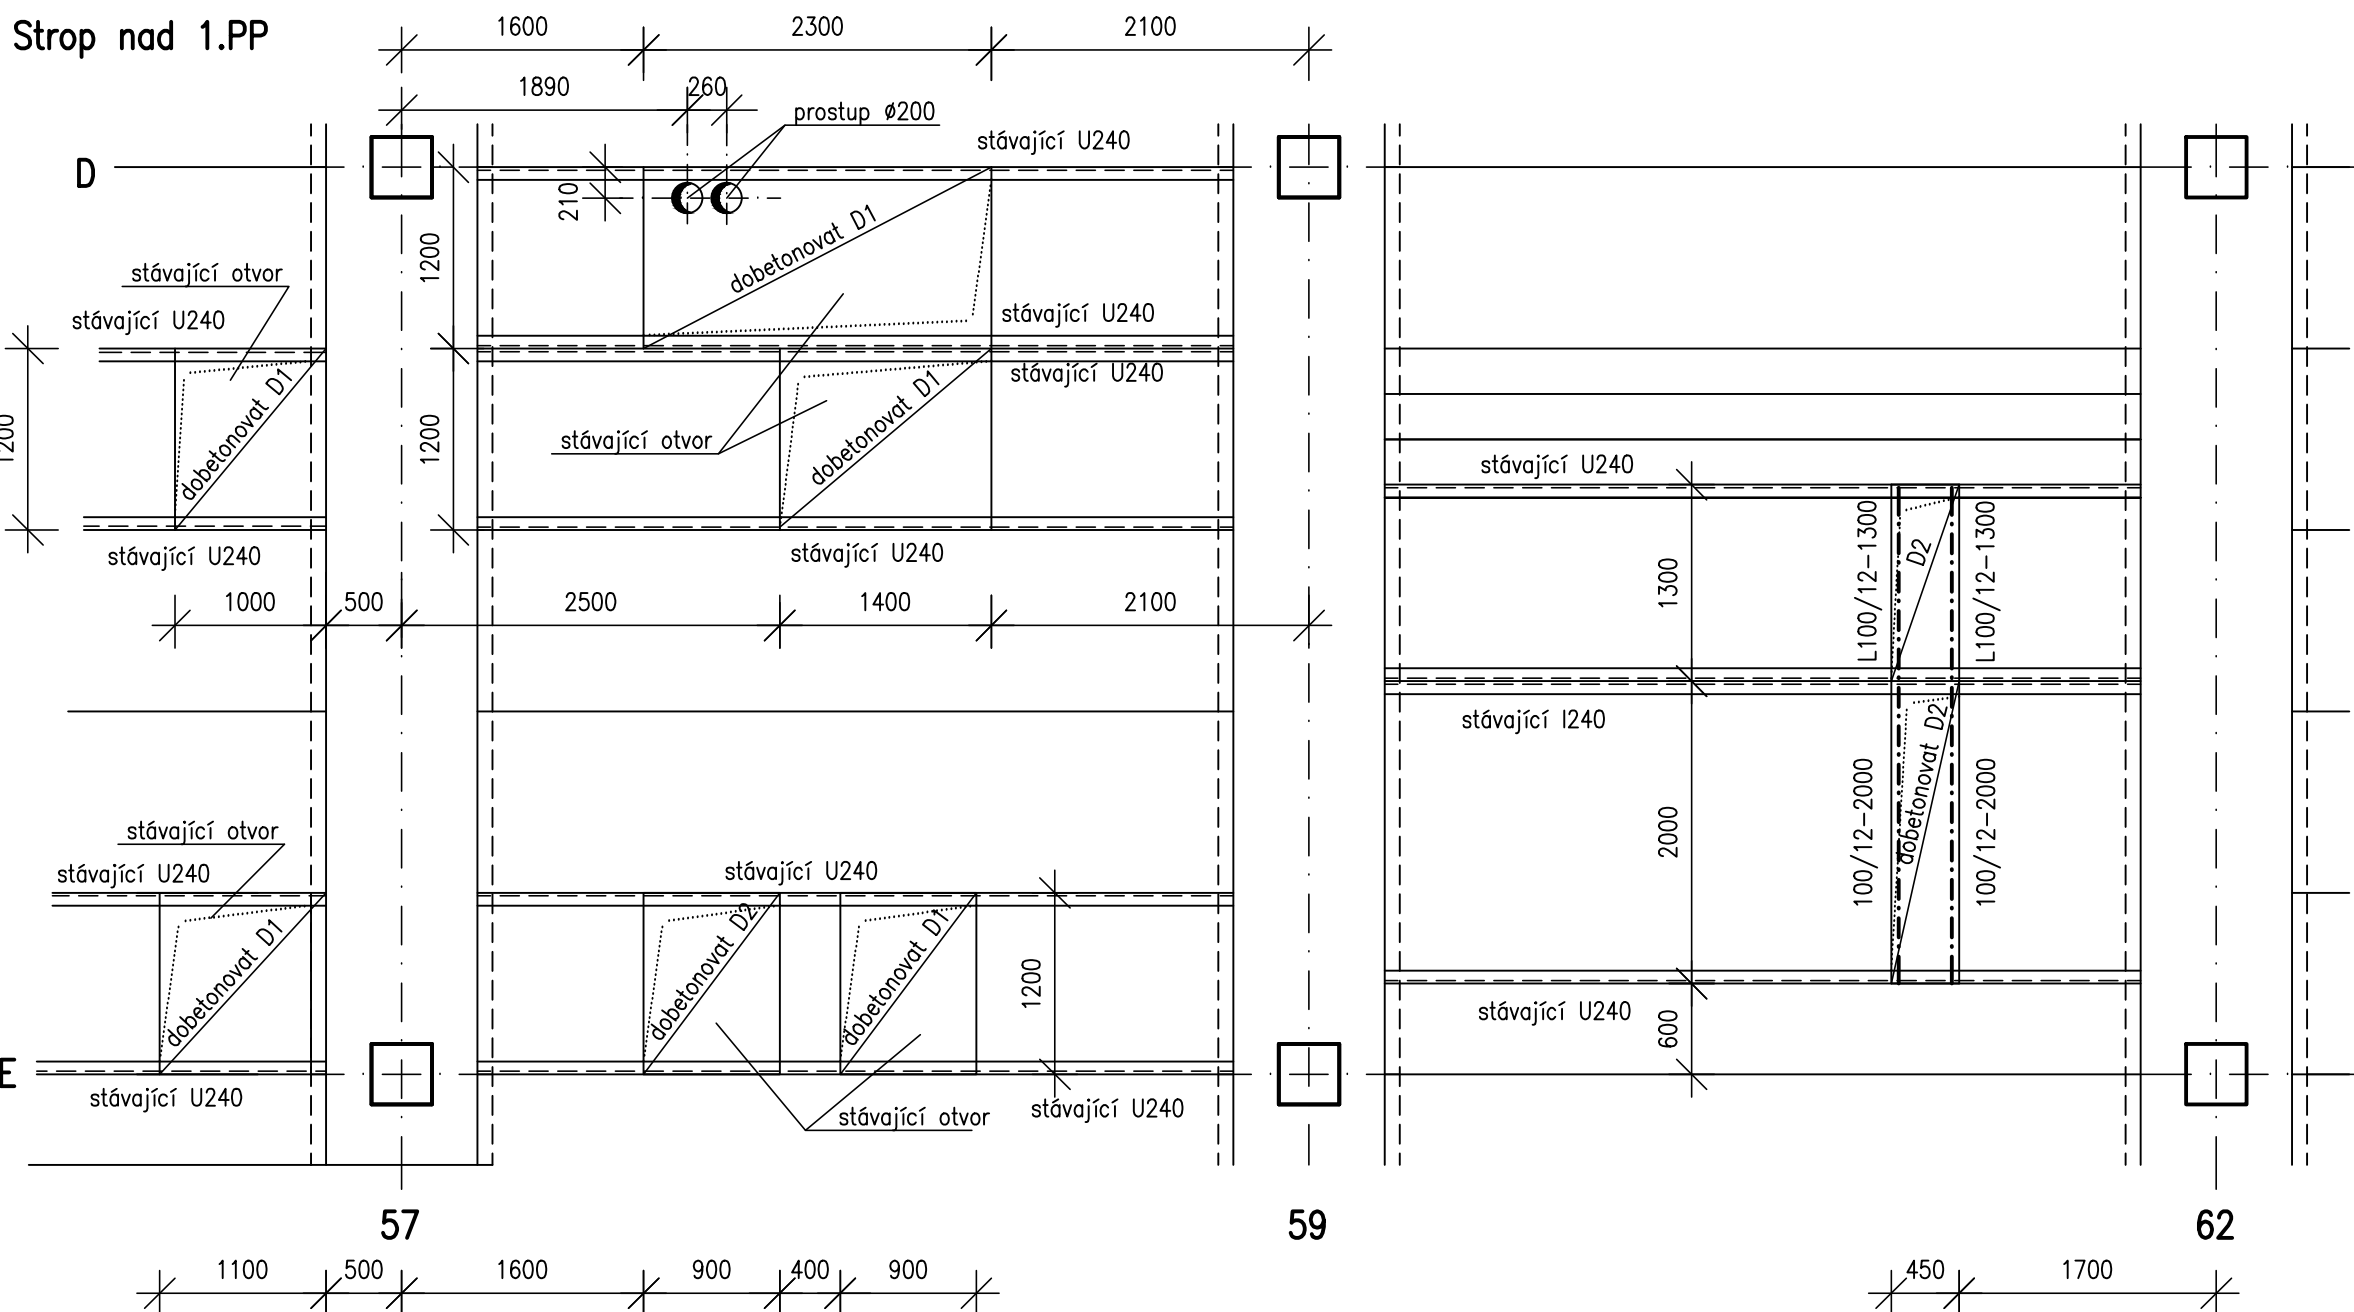 Strop nad 1.PP
1600
2300
2100
1890
260
prostup ø200
stávající U240
D
210
dobetonovat D1
1200
stávající otvor
stávající U240
stávající U240
stávající U240
1200
dobetonovat D1
1200
stávající otvor
dobetonovat D1
stávající U240
L100/12-1300
D2
L100/12-1300
1300
stávající U240
stávající U240
1000
500
2500
1400
2100
stávající I240
100/12-2000
dobetonovat D2
100/12-2000
2000
stávající otvor
stávající U240
stávající U240
dobetonovat D1
dobetonovat D2
dobetonovat D1
1200
stávající U240
600
E
stávající U240
stávající otvor
stávající U240
57
59
62
1100
500
1600
900
400
900
450
1700